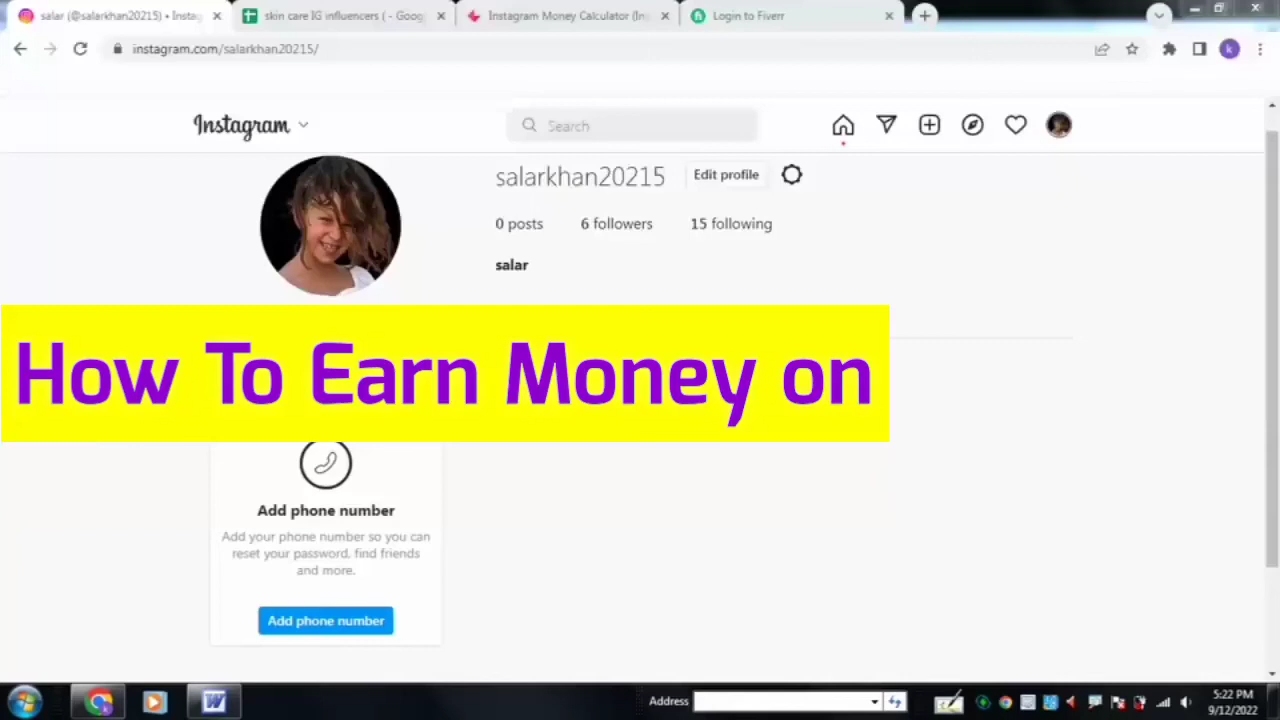 salar (@salarkhan20215) • Instag
skin care IG influencers ( - Goog
Instagram Money Calculator (In
Login to Fiverr
instagram.com/salarkhan20215/
k
Instagram
Search
salarkhan20215
Edit profile
0 posts
6 followers
15 following
salar
How To Earn Money on
Add phone number
Add your phone number so you can
reset your password, find friends
and more.
Add phone number
Address
5:22 PM
9/12/2022